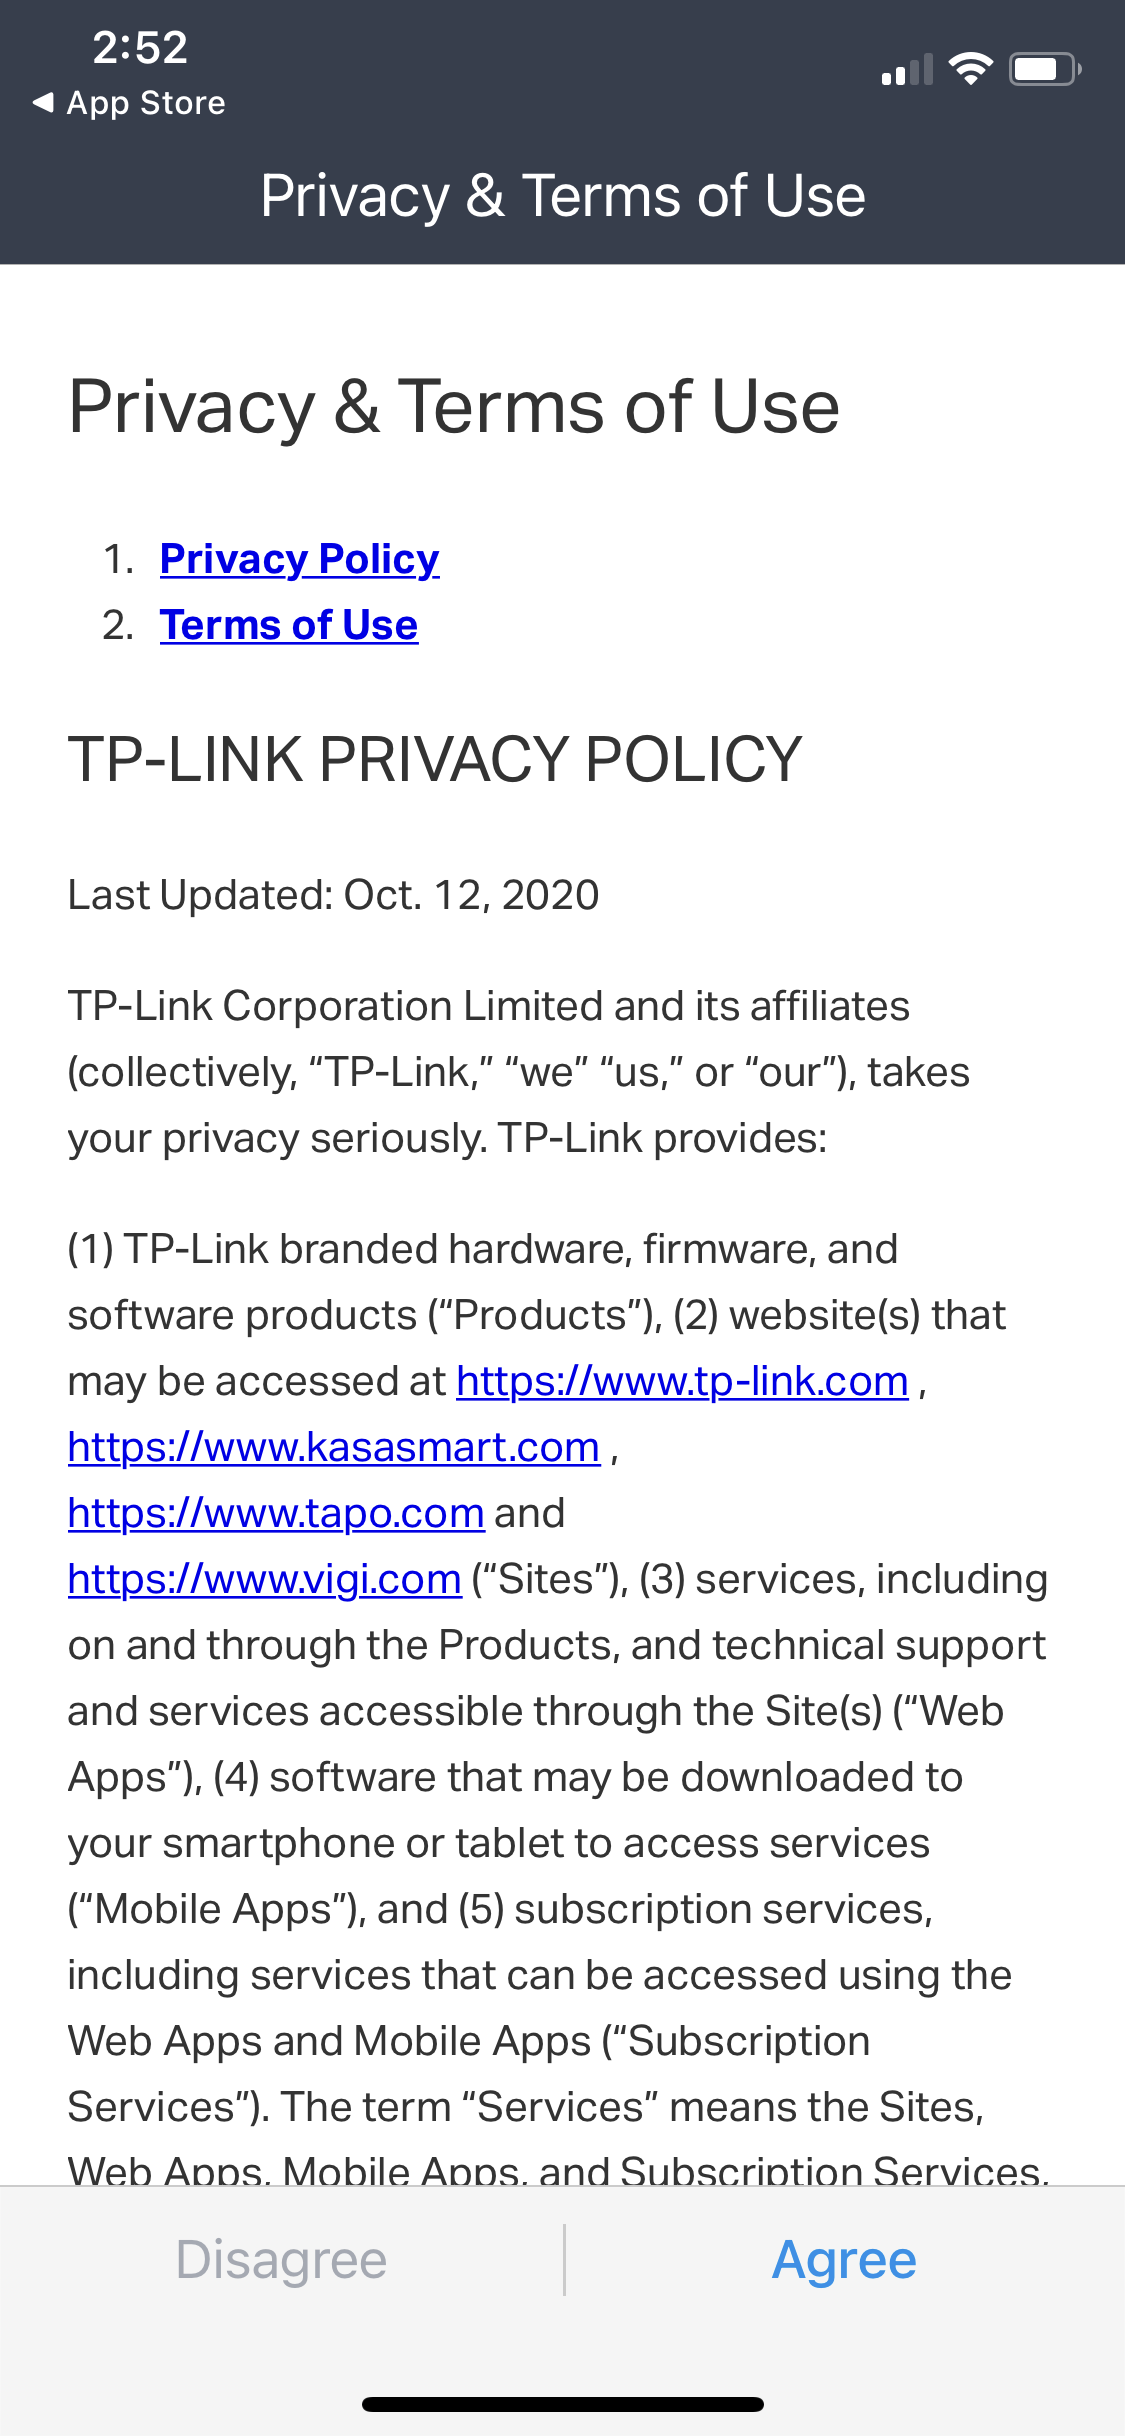 2:52
◀ App Store
Privacy & Terms of Use
Privacy & Terms of Use
1. Privacy Policy
2. Terms of Use
TP-LINK PRIVACY POLICY
Last Updated: Oct. 12, 2020
TP-Link Corporation Limited and its affiliates
(collectively, “TP-Link,” “we” “us,” or “our”), takes
your privacy seriously. TP-Link provides:
(1) TP-Link branded hardware, firmware, and
software products (“Products”), (2) website(s) that
may be accessed at https://www.tp-link.com ,
https://www.kasasmart.com ,
https://www.tapo.com and
https://www.vigi.com (“Sites”), (3) services, including
on and through the Products, and technical support
and services accessible through the Site(s) (“Web
Apps”), (4) software that may be downloaded to
your smartphone or tablet to access services
(“Mobile Apps”), and (5) subscription services,
including services that can be accessed using the
Web Apps and Mobile Apps (“Subscription
Services”). The term “Services” means the Sites,
Web Apps, Mobile Apps, and Subscription Services.
Disagree
Agree